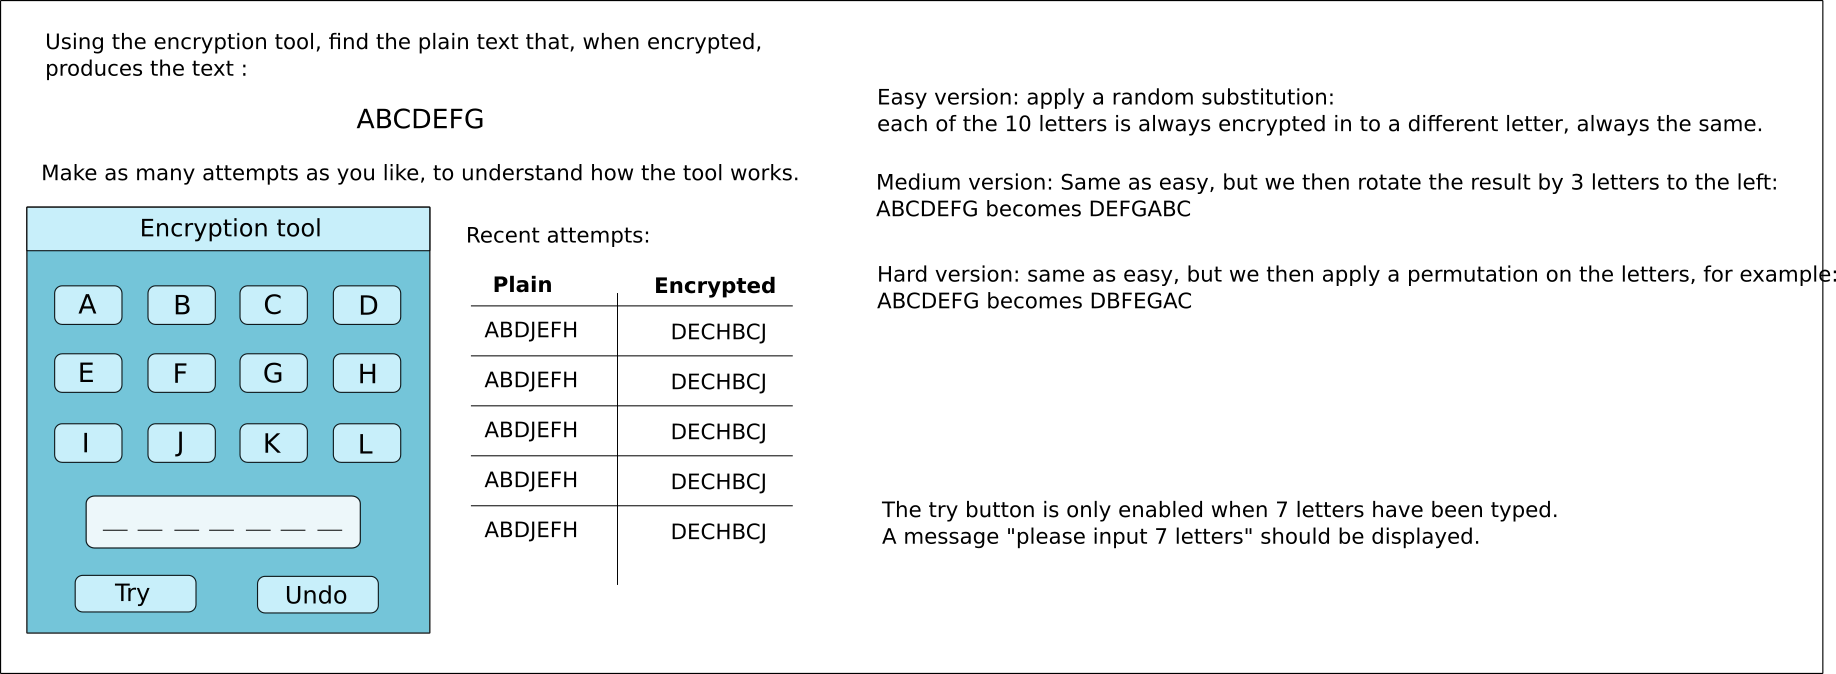 Using the encryption tool, find the plain text that, when encrypted,
produces the text :
ABCDEFG
Make as many attempts as you like, to understand how the tool works.
Encryption tool
A B C D
E F G H
I J K L
_ _ _ _ _ _ _
Try Undo
Recent attempts:
Plain Encrypted
ABDJEFH DECHBCJ
ABDJEFH DECHBCJ
ABDJEFH DECHBCJ
ABDJEFH DECHBCJ
ABDJEFH DECHBCJ
Easy version: apply a random substitution:
each of the 10 letters is always encrypted in to a different letter, always the same.
Medium version: Same as easy, but we then rotate the result by 3 letters to the left:
ABCDEFG becomes DEFGABC
Hard version: same as easy, but we then apply a permutation on the letters, for example:
ABCDEFG becomes DBFEGAC
The try button is only enabled when 7 letters have been typed.
A message "please input 7 letters" should be displayed.